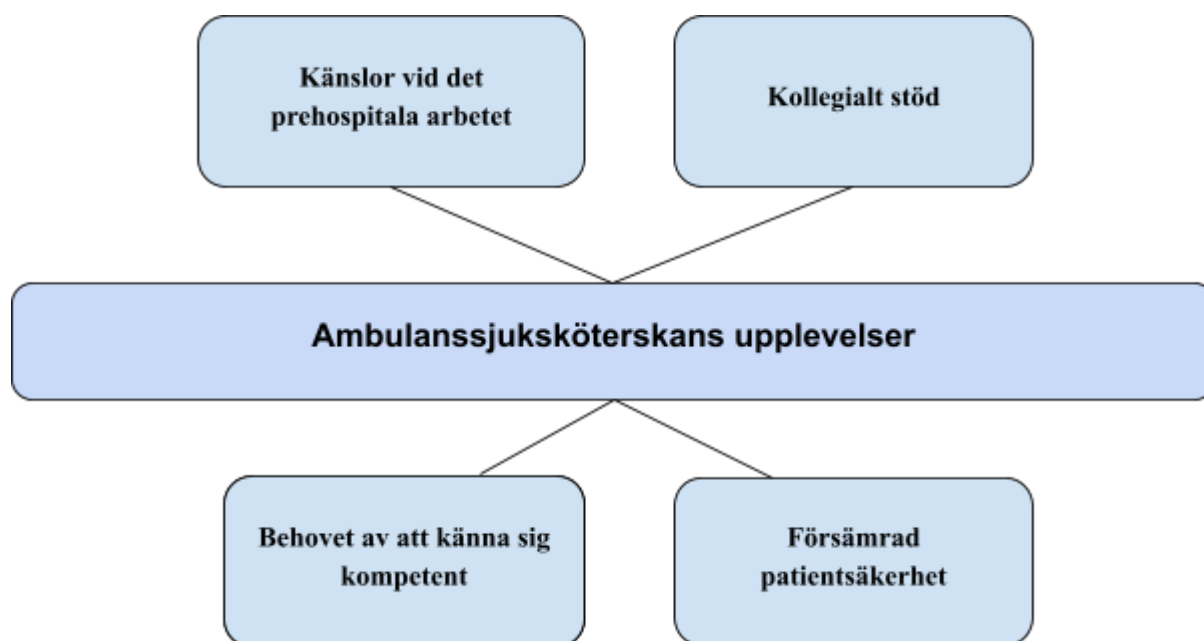 Känslor vid det
prehospitala arbetet
Kollegialt stöd
Ambulanssjuksköterskans upplevelser
Behovet av att känna sig
kompetent
Försämrad
patientsäkerhet